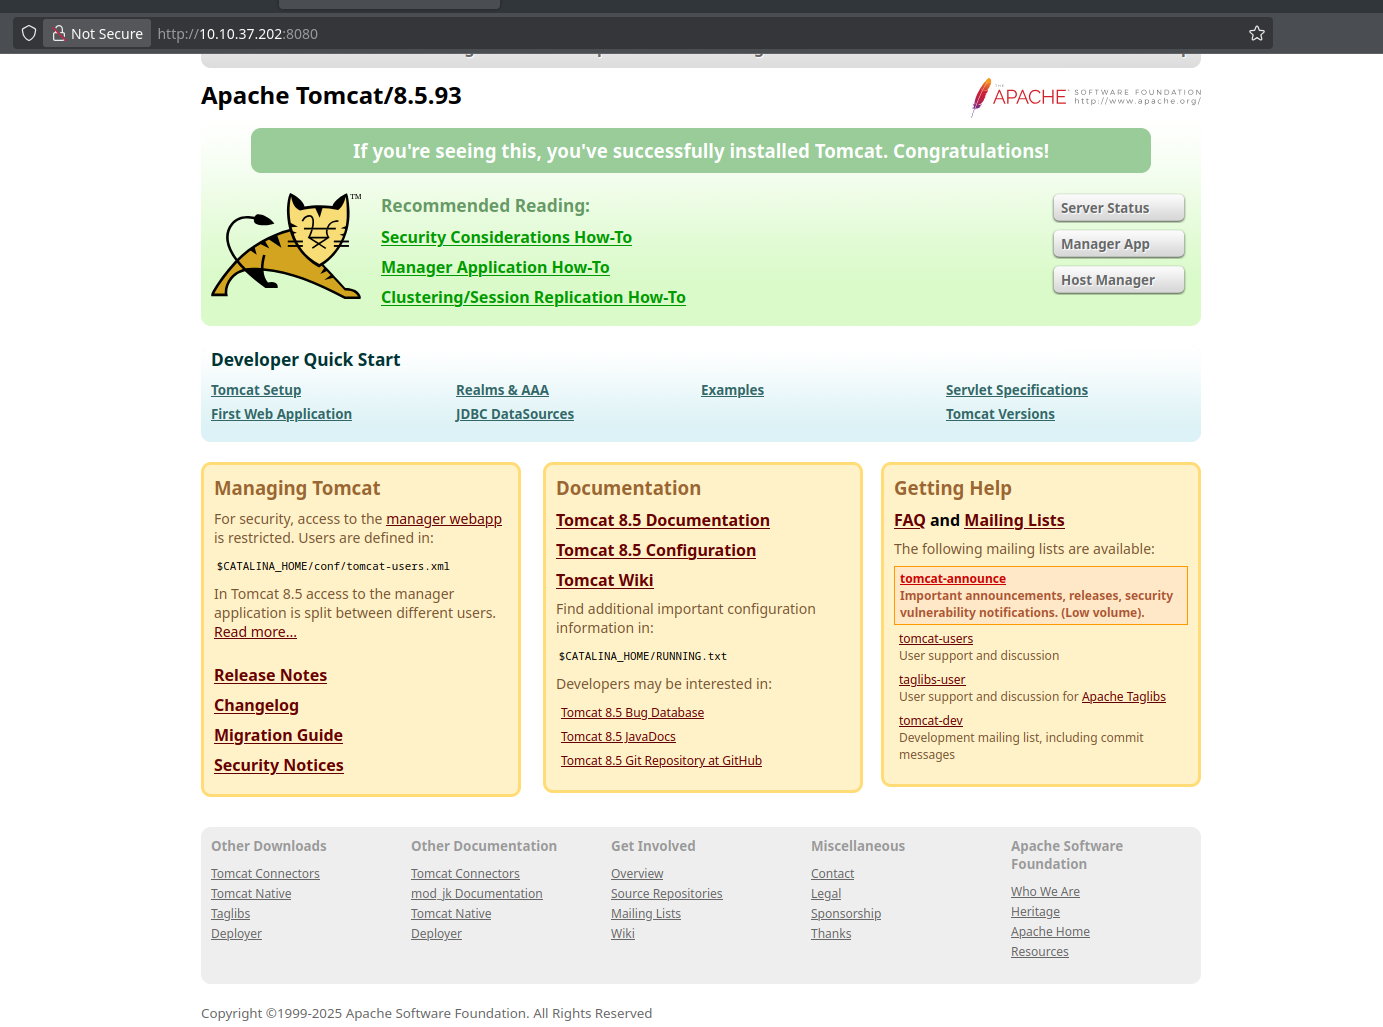 Not Secure http://10.10.37.202:8080
Apache Tomcat/8.5.93
THE APACHE SOFTWARE FOUNDATION
http://www.apache.org/
If you're seeing this, you've successfully installed Tomcat. Congratulations!
TM
Recommended Reading:
Security Considerations How-To
Manager Application How-To
Clustering/Session Replication How-To
Server Status
Manager App
Host Manager
Developer Quick Start
Tomcat Setup
First Web Application
Realms & AAA
JDBC DataSources
Examples
Servlet Specifications
Tomcat Versions
Managing Tomcat
For security, access to the manager webapp
is restricted. Users are defined in:
$CATALINA_HOME/conf/tomcat-users.xml
In Tomcat 8.5 access to the manager
application is split between different users.
Read more...
Release Notes
Changelog
Migration Guide
Security Notices
Documentation
Tomcat 8.5 Documentation
Tomcat 8.5 Configuration
Tomcat Wiki
Find additional important configuration
information in:
$CATALINA_HOME/RUNNING.txt
Developers may be interested in:
Tomcat 8.5 Bug Database
Tomcat 8.5 JavaDocs
Tomcat 8.5 Git Repository at GitHub
Getting Help
FAQ and Mailing Lists
The following mailing lists are available:
tomcat-announce
Important announcements, releases, security
vulnerability notifications. (Low volume).
tomcat-users
User support and discussion
taglibs-user
User support and discussion for Apache Taglibs
tomcat-dev
Development mailing list, including commit
messages
Other Downloads
Tomcat Connectors
Tomcat Native
Taglibs
Deployer
Other Documentation
Tomcat Connectors
mod_jk Documentation
Tomcat Native
Deployer
Get Involved
Overview
Source Repositories
Mailing Lists
Wiki
Miscellaneous
Contact
Legal
Sponsorship
Thanks
Apache Software
Foundation
Who We Are
Heritage
Apache Home
Resources
Copyright ©1999-2025 Apache Software Foundation. All Rights Reserved